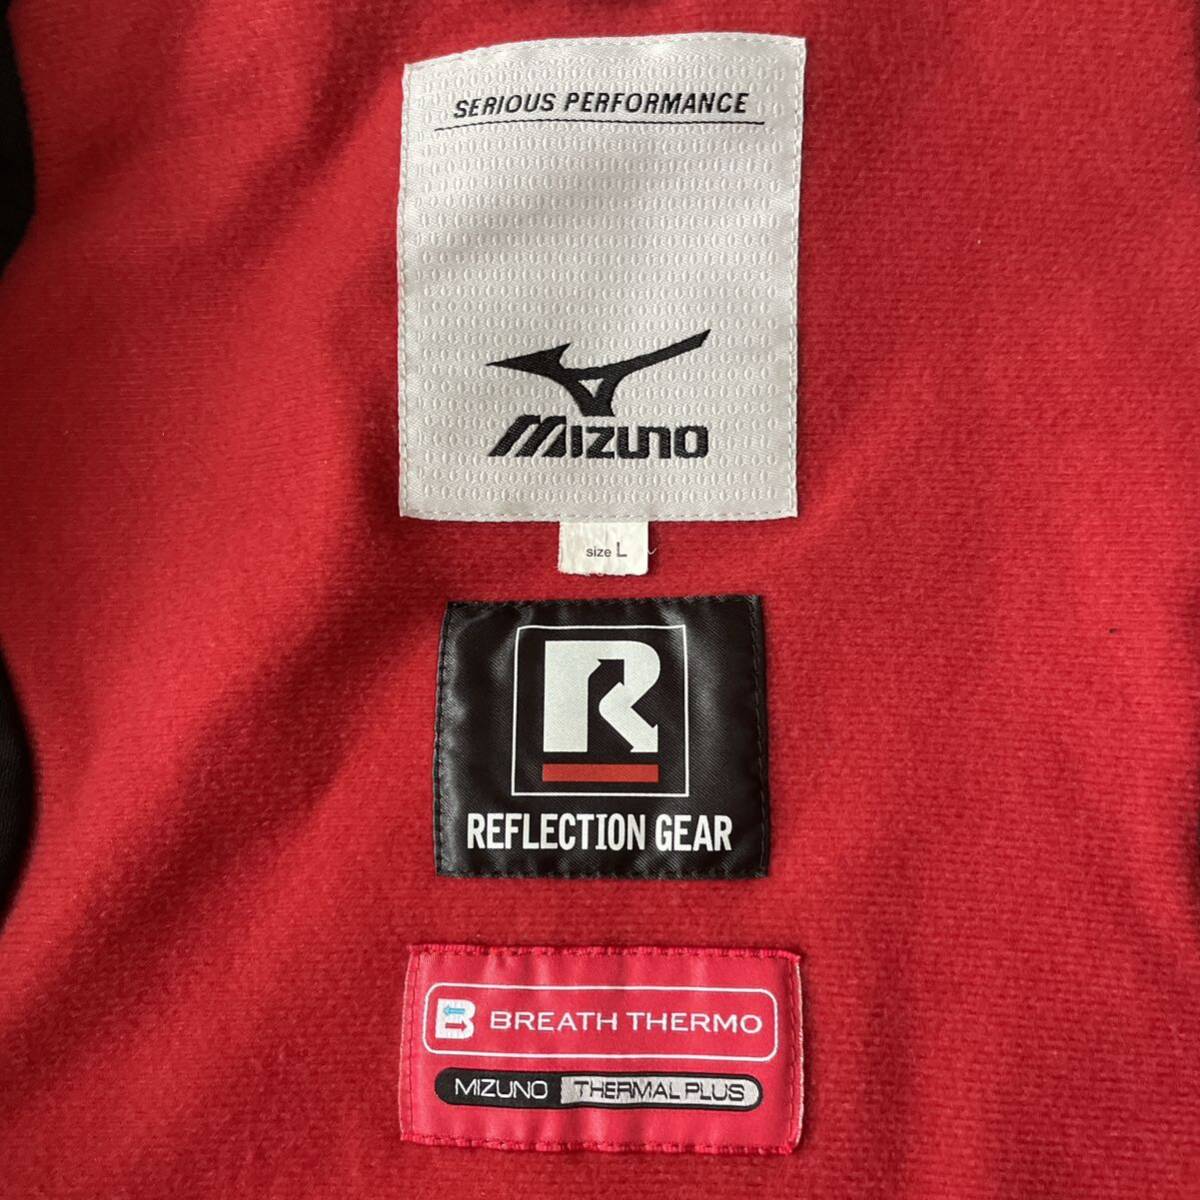 SERIOUS PERFORMANCE
MIZUNO
size L
R
REFLECTION GEAR
B BREATH THERMO
MIZUNO THERMAL PLUS